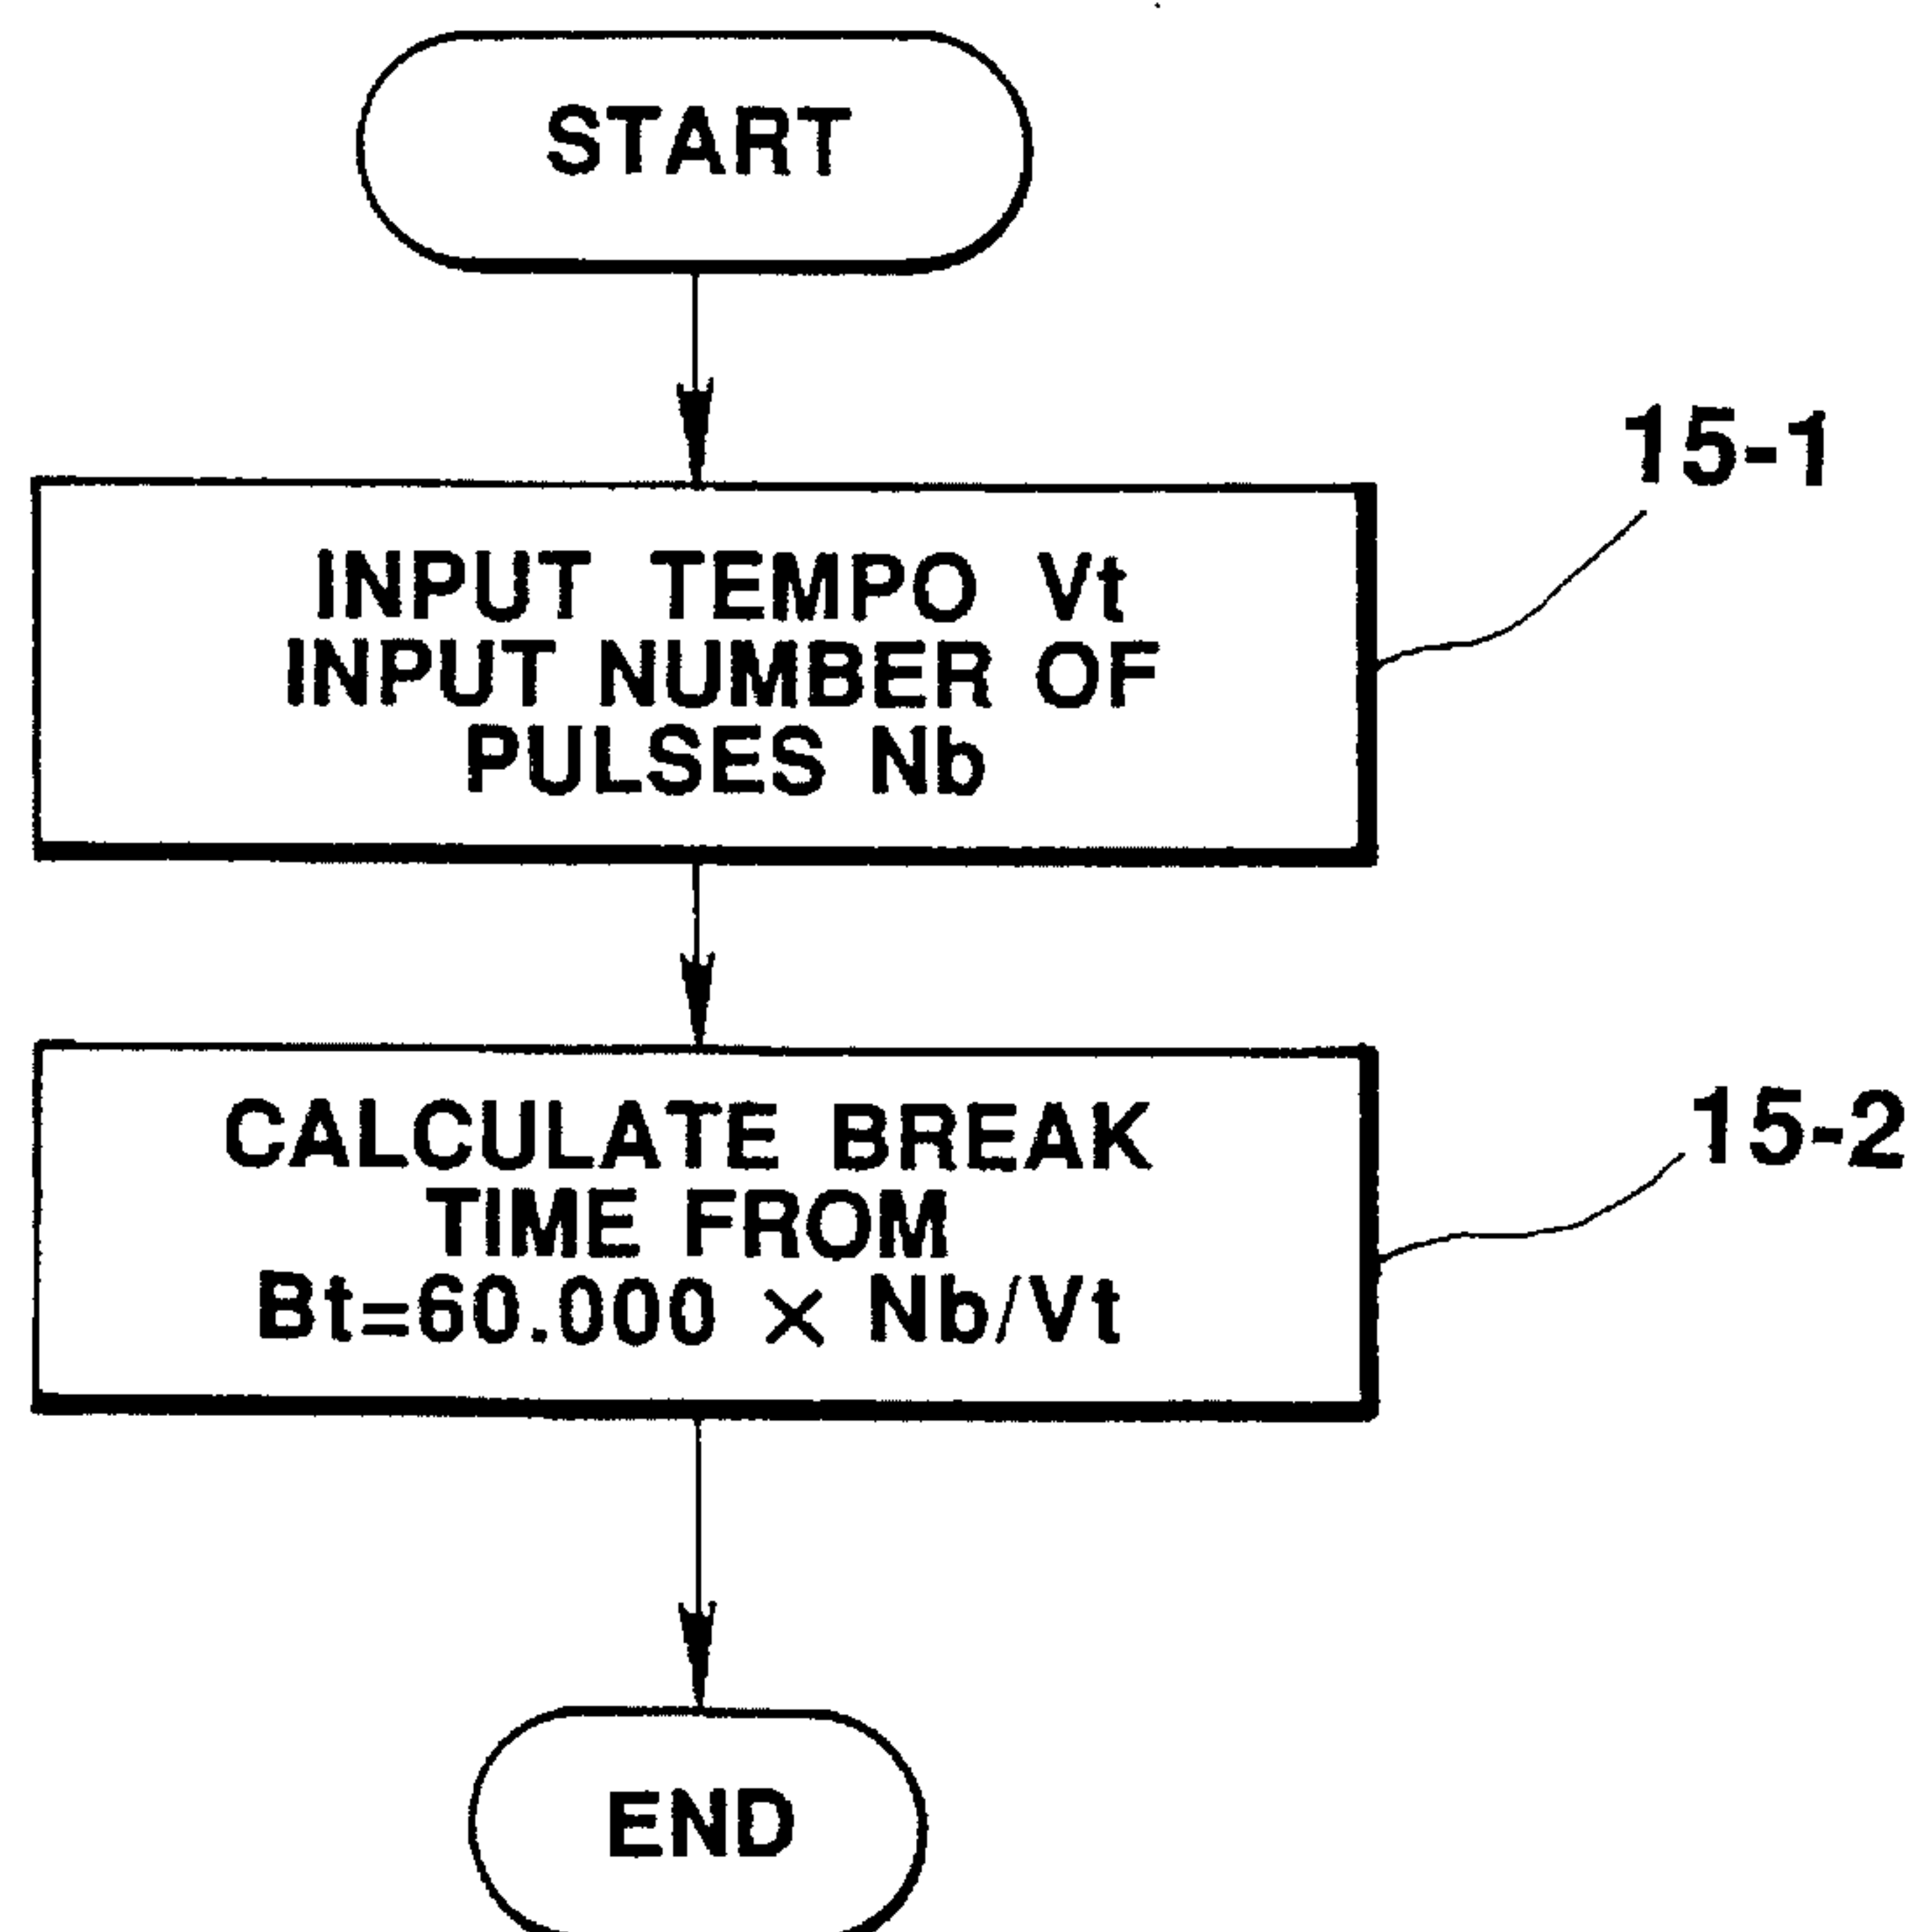 START
15-1
INPUT TEMPO Vt
INPUT NUMBER OF
PULSES Nb
CALCULATE BREAK
TIME FROM
Bt=60.000 × Nb/Vt
15-2
END